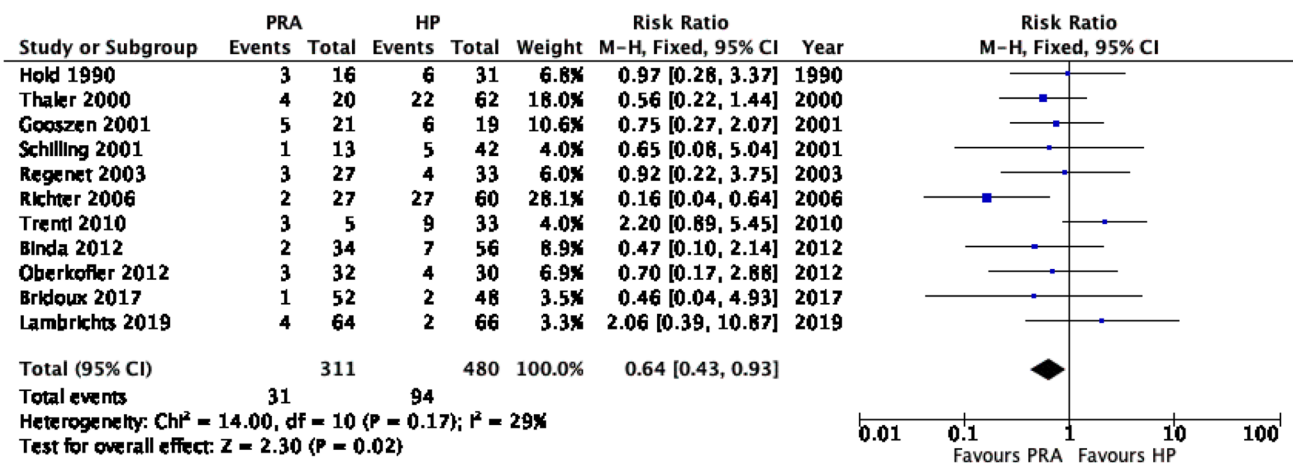 PRA HP Risk Ratio Risk Ratio
Study or Subgroup Events Total Events Total Weight M-H, Fixed, 95% CI Year M-H, Fixed, 95% CI
Hold 1990 3 16 6 31 6.8% 0.97 [0.28, 3.37] 1990
Thaler 2000 4 20 22 62 18.0% 0.56 [0.22, 1.44] 2000
Gooszen 2001 5 21 6 19 10.6% 0.75 [0.27, 2.07] 2001
Schilling 2001 1 13 5 42 4.0% 0.65 [0.08, 5.04] 2001
Regenet 2003 3 27 4 33 6.0% 0.92 [0.22, 3.75] 2003
Richter 2006 2 27 27 60 28.1% 0.16 [0.04, 0.64] 2006
Trenti 2010 3 5 9 33 4.0% 2.20 [0.89, 5.45] 2010
Binda 2012 2 34 7 56 8.9% 0.47 [0.10, 2.14] 2012
Oberkofler 2012 3 32 4 30 6.9% 0.70 [0.17, 2.88] 2012
Bridoux 2017 1 52 2 48 3.5% 0.46 [0.04, 4.93] 2017
Lambrichts 2019 4 64 2 66 3.3% 2.06 [0.39, 10.87] 2019
Total (95% CI) 311 480 100.0% 0.64 [0.43, 0.93]
Total events 31 94
Heterogeneity: Chi² = 14.00, df = 10 (P = 0.17); I² = 29%
Test for overall effect: Z = 2.30 (P = 0.02)
0.01 0.1 1 10 100
Favours PRA Favours HP